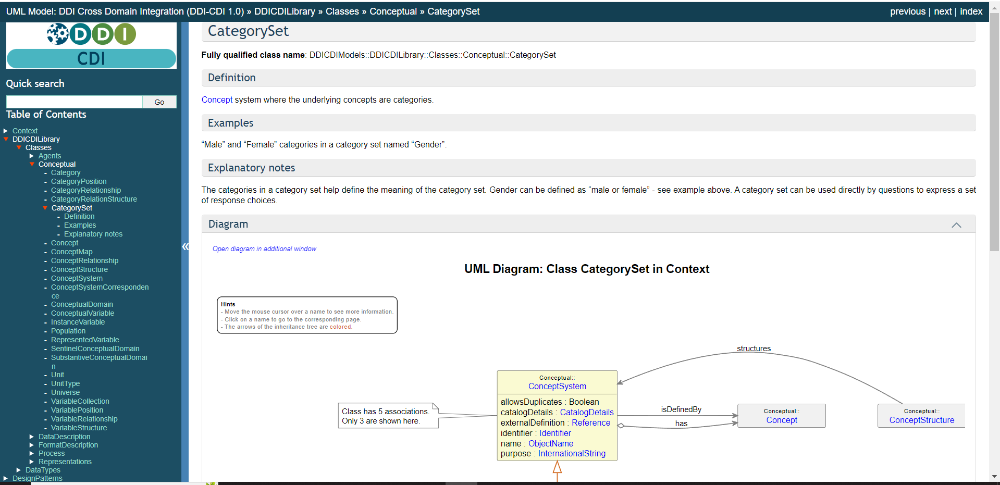 UML Model: DDI Cross Domain Integration (DDI-CDI 1.0) » DDICDILibrary » Classes » Conceptual » CategorySet
previous | next | index
DDI
CDI
Quick search
Go
Table of Contents
Context
DDICDILibrary
Classes
Agents
Conceptual
- Category
- CategoryPosition
- CategoryRelationship
- CategoryRelationStructure
CategorySet
- Definition
- Examples
- Explanatory notes
- Concept
- ConceptMap
- ConceptRelationship
- ConceptStructure
- ConceptSystem
- ConceptSystemCorresponden
ce
- ConceptualDomain
- ConceptualVariable
- InstanceVariable
- Population
- RepresentedVariable
- SentinelConceptualDomain
- SubstantiveConceptualDomai
n
- Unit
- UnitType
- Universe
- VariableCollection
- VariablePosition
- VariableRelationship
- VariableStructure
DataDescription
FormatDescription
Process
Representations
DataTypes
DesignPatterns
«
CategorySet
Fully qualified class name: DDICDIModels::DDICDILibrary::Classes::Conceptual::CategorySet
Definition
Concept system where the underlying concepts are categories.
Examples
“Male” and “Female” categories in a category set named “Gender”.
Explanatory notes
The categories in a category set help define the meaning of the category set. Gender can be defined as “male or female” - see example above. A category set can be used directly by questions to express a set
of response choices.
Diagram
Open diagram in additional window
UML Diagram: Class CategorySet in Context
Hints
- Move the mouse cursor over a name to see more information.
- Click on a name to go to the corresponding page.
- The arrows of the inheritance tree are colored.
structures
Conceptual::
ConceptSystem
allowsDuplicates : Boolean
catalogDetails : CatalogDetails
externalDefinition : Reference
identifier : Identifier
name : ObjectName
purpose : InternationalString
Class has 5 associations.
Only 3 are shown here.
isDefinedBy
has
Conceptual::
Concept
Conceptual::
ConceptStructure